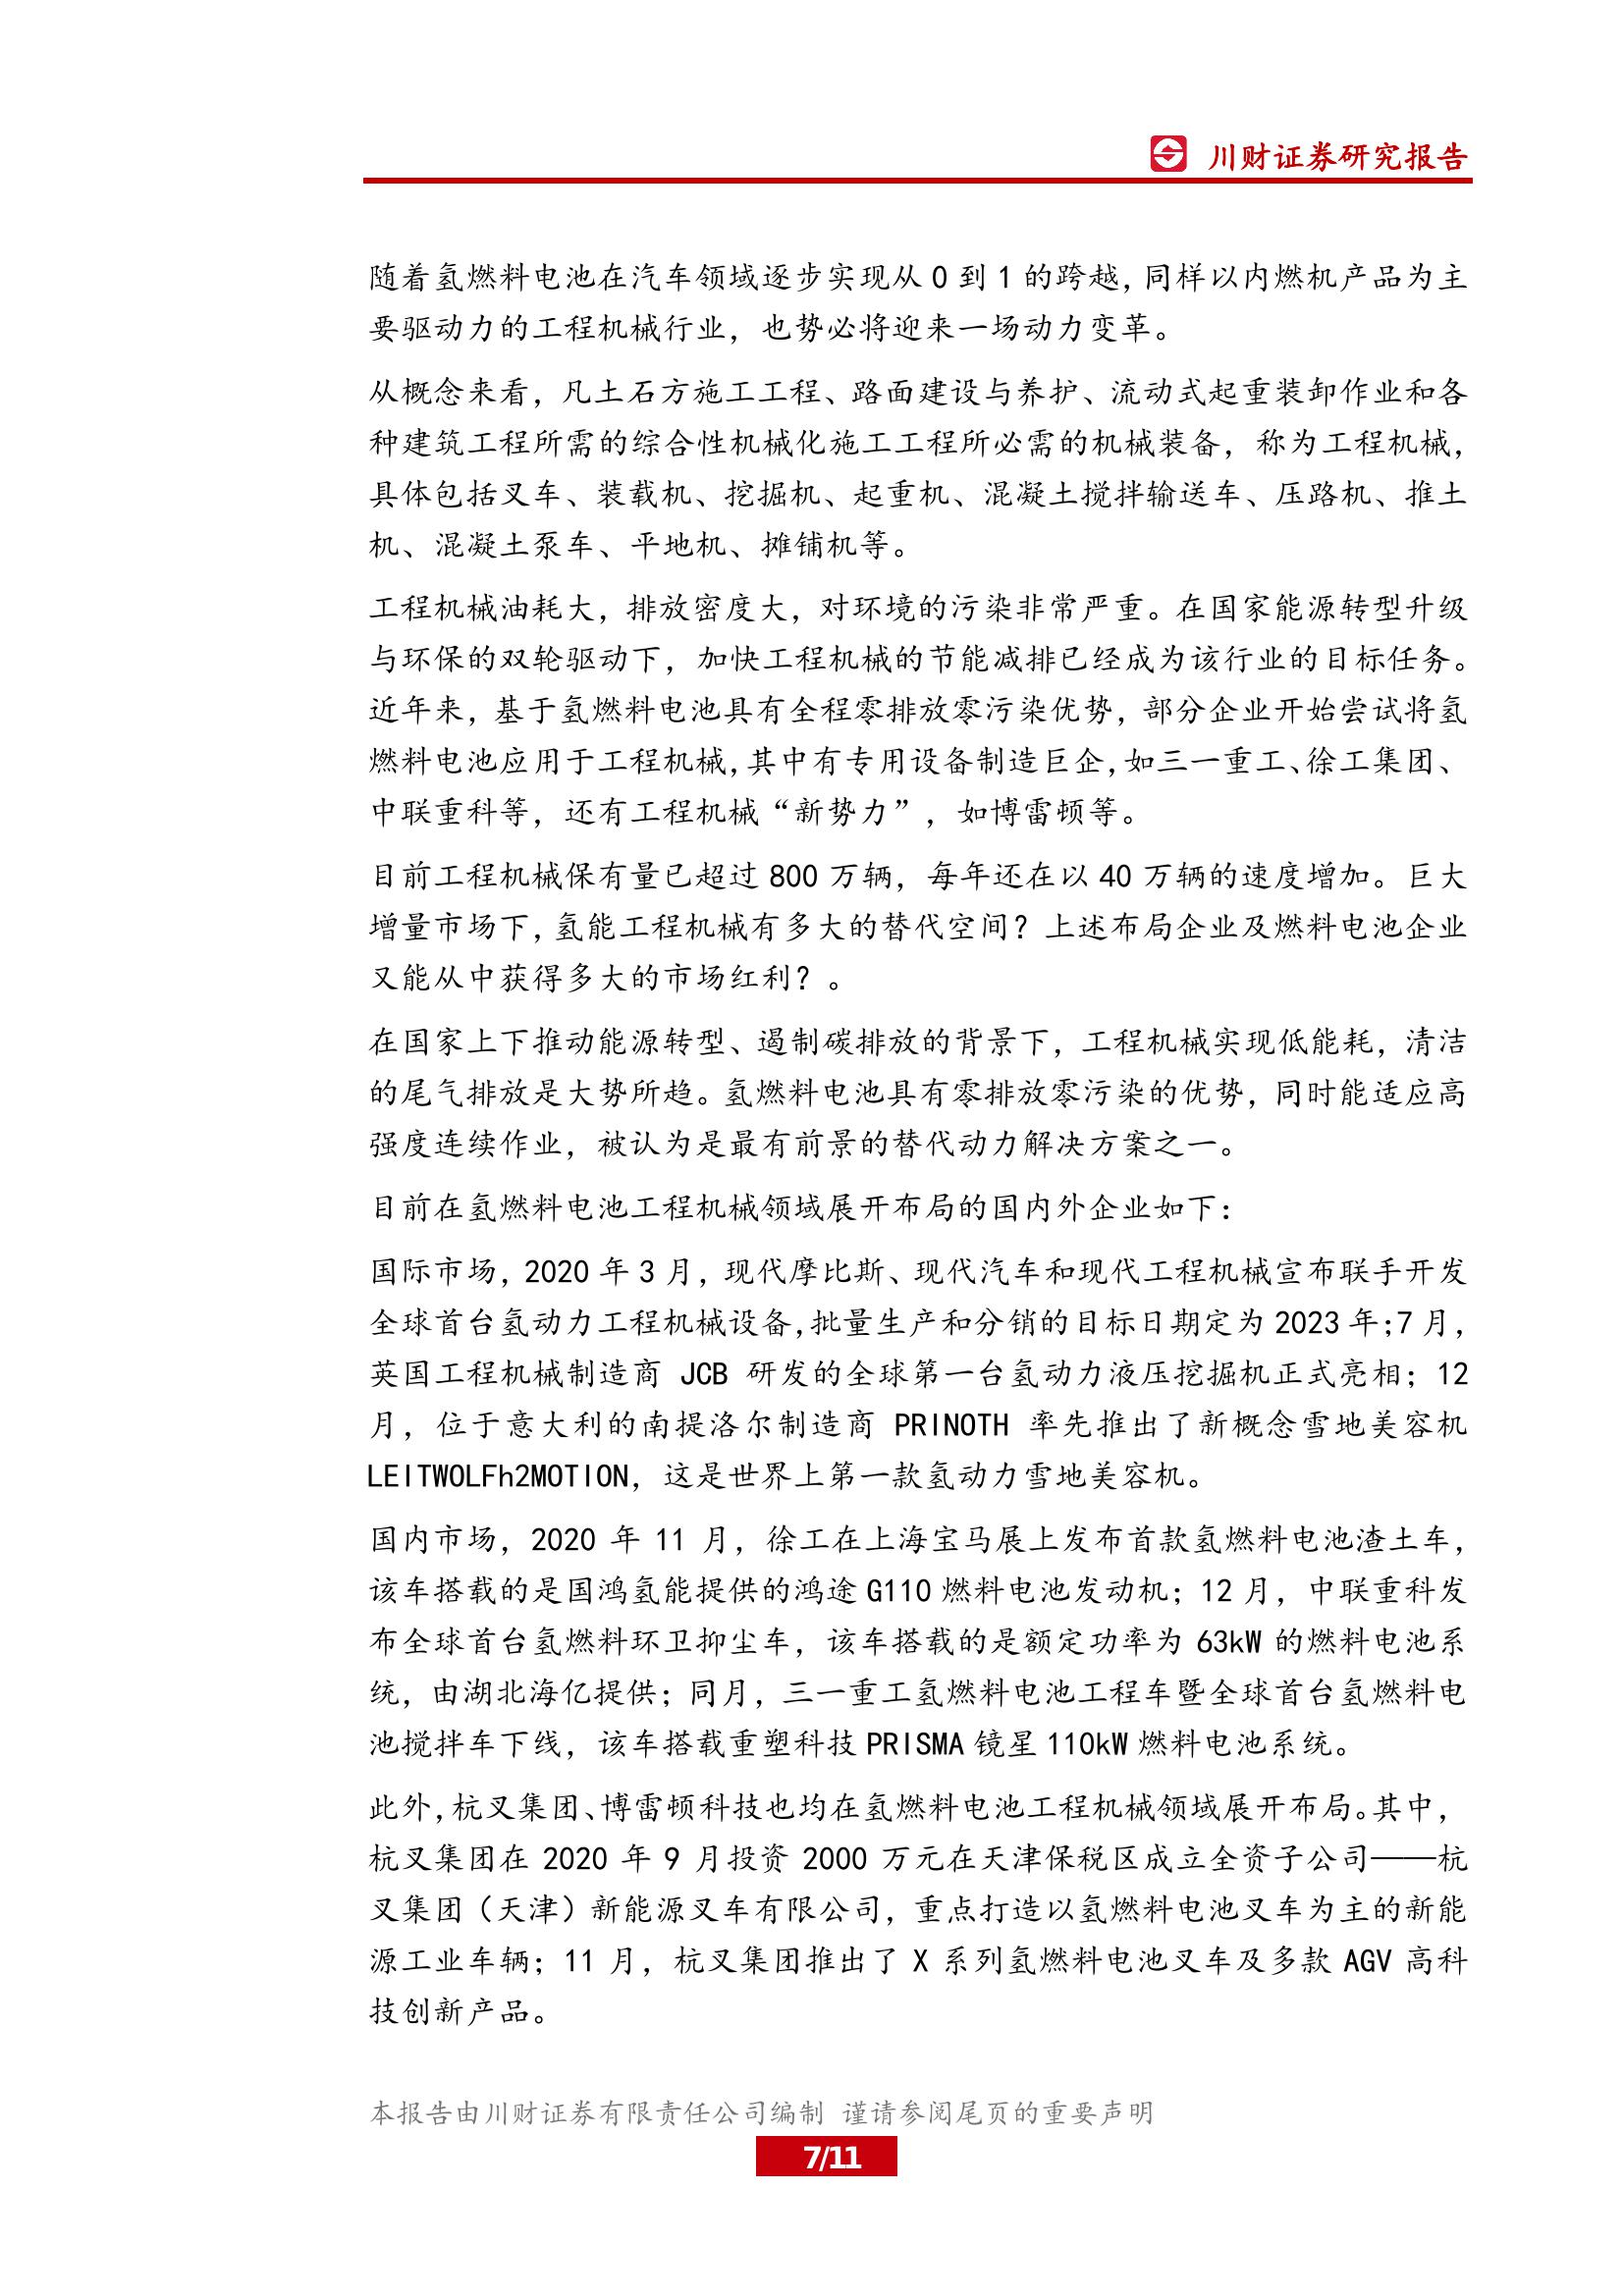 川财证券研究报告
随着氢燃料电池在汽车领域逐步实现从 0 到 1 的跨越，同样以内燃机产品为主
要驱动力的工程机械行业，也势必将迎来一场动力变革。
从概念来看，凡土石方施工工程、路面建设与养护、流动式起重装卸作业和各
种建筑工程所需的综合性机械化施工工程所必需的机械装备，称为工程机械，
具体包括叉车、装载机、挖掘机、起重机、混凝土搅拌输送车、压路机、推土
机、混凝土泵车、平地机、摊铺机等。
工程机械油耗大，排放密度大，对环境的污染非常严重。在国家能源转型升级
与环保的双轮驱动下，加快工程机械的节能减排已经成为该行业的目标任务。
近年来，基于氢燃料电池具有全程零排放零污染优势，部分企业开始尝试将氢
燃料电池应用于工程机械，其中有专用设备制造巨企，如三一重工、徐工集团、
中联重科等，还有工程机械“新势力”，如博雷顿等。
目前工程机械保有量已超过 800 万辆，每年还在以 40 万辆的速度增加。巨大
增量市场下，氢能工程机械有多大的替代空间？上述布局企业及燃料电池企业
又能从中获得多大的市场红利？。
在国家上下推动能源转型、遏制碳排放的背景下，工程机械实现低能耗，清洁
的尾气排放是大势所趋。氢燃料电池具有零排放零污染的优势，同时能适应高
强度连续作业，被认为是最有前景的替代动力解决方案之一。
目前在氢燃料电池工程机械领域展开布局的国内外企业如下：
国际市场，2020 年 3 月，现代摩比斯、现代汽车和现代工程机械宣布联手开发
全球首台氢动力工程机械设备，批量生产和分销的目标日期定为 2023 年；7 月，
英国工程机械制造商 JCB 研发的全球第一台氢动力液压挖掘机正式亮相；12
月，位于意大利的南提洛尔制造商 PRINOTH 率先推出了新概念雪地美容机
LEITWOLFh2MOTION，这是世界上第一款氢动力雪地美容机。
国内市场，2020 年 11 月，徐工在上海宝马展上发布首款氢燃料电池渣土车，
该车搭载的是国鸿氢能提供的鸿途 G110 燃料电池发动机；12 月，中联重科发
布全球首台氢燃料环卫抑尘车，该车搭载的是额定功率为 63kW 的燃料电池系
统，由湖北海亿提供；同月，三一重工氢燃料电池工程车暨全球首台氢燃料电
池搅拌车下线，该车搭载重塑科技 PRISMA 镜星 110kW 燃料电池系统。
此外，杭叉集团、博雷顿科技也均在氢燃料电池工程机械领域展开布局。其中，
杭叉集团在 2020 年 9 月投资 2000 万元在天津保税区成立全资子公司——杭
叉集团（天津）新能源叉车有限公司，重点打造以氢燃料电池叉车为主的新能
源工业车辆；11 月，杭叉集团推出了 X 系列氢燃料电池叉车及多款 AGV 高科
技创新产品。
本报告由川财证券有限责任公司编制 谨请参阅尾页的重要声明
7/11